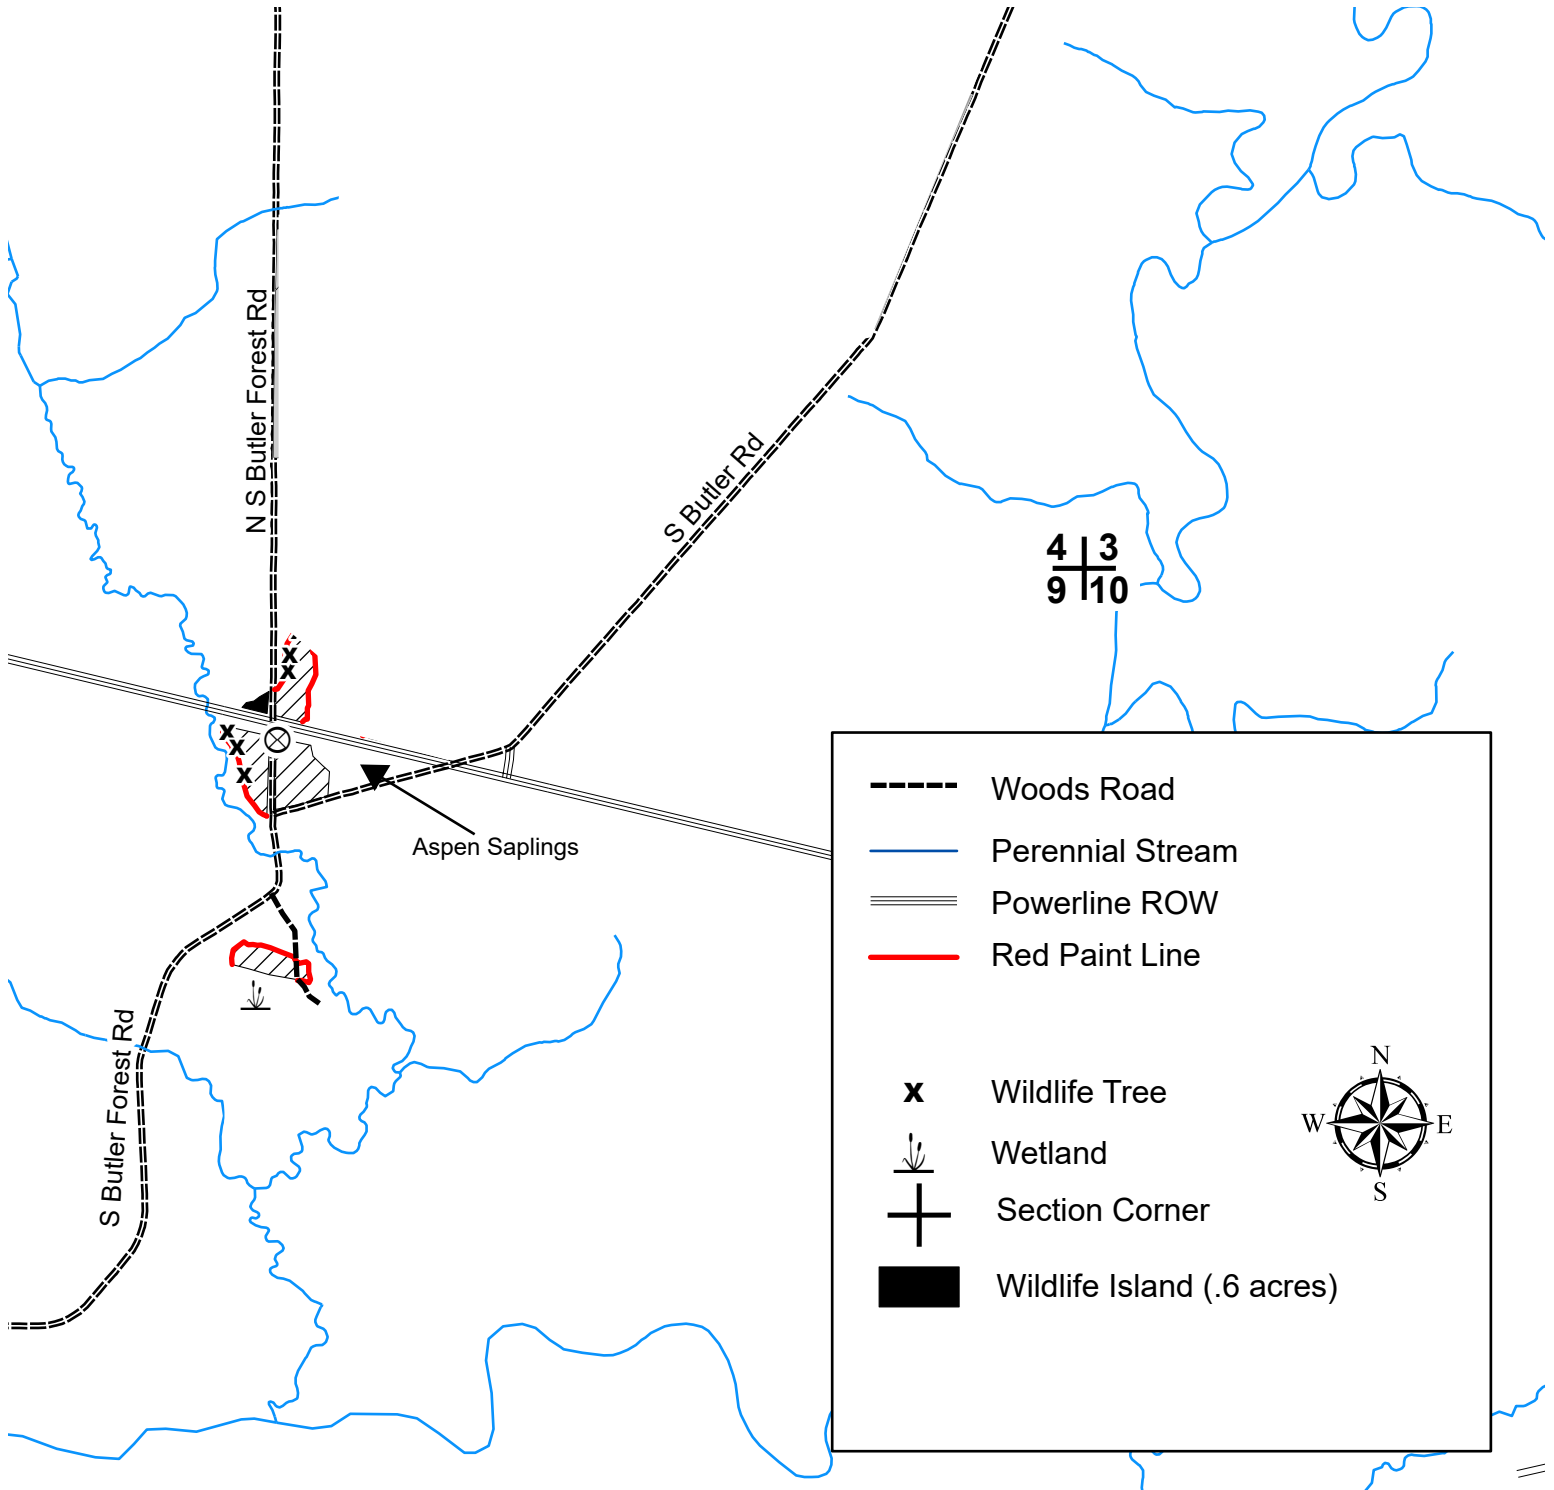 N S Butler Forest Rd
S Butler Rd
4 3
9 10
Aspen Saplings
S Butler Forest Rd
Woods Road
Perennial Stream
Powerline ROW
Red Paint Line
x Wildlife Tree
Wetland
Section Corner
Wildlife Island (.6 acres)
N
W E
S
x
x
x
x
x